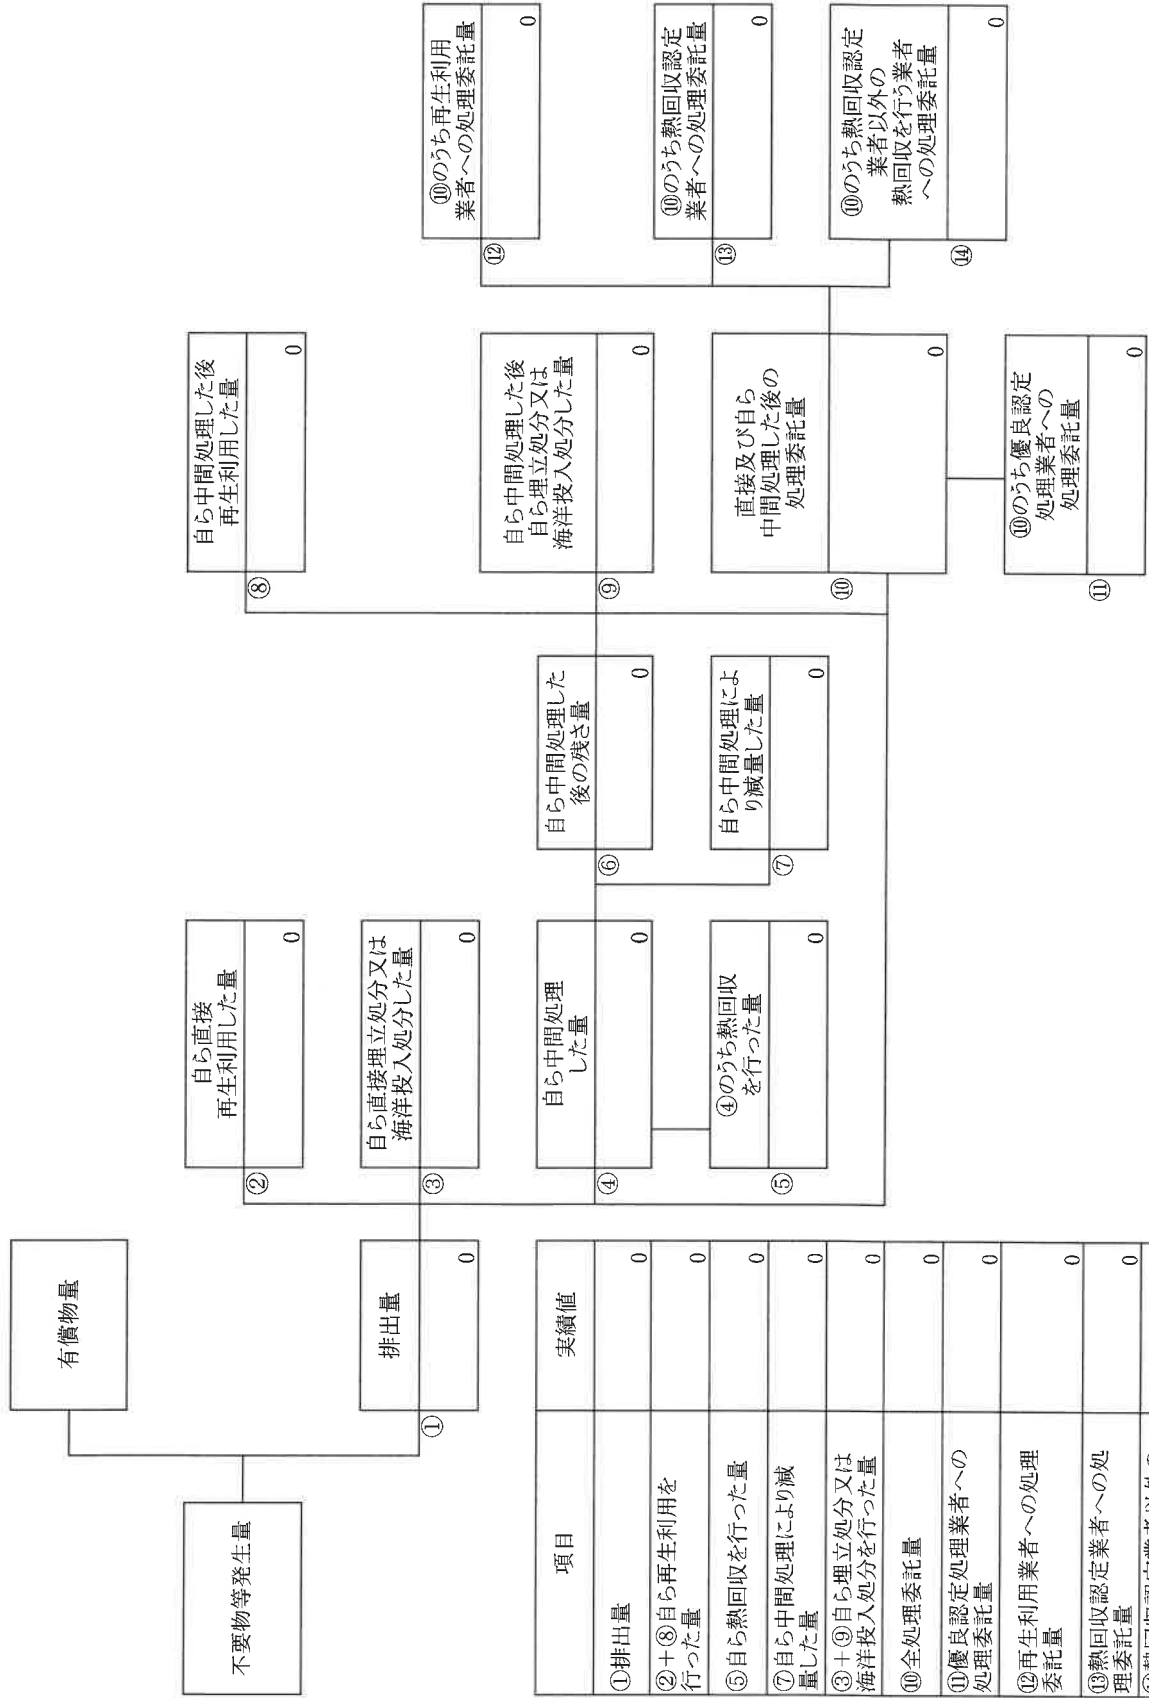 不要物等発生量
有償物量
排出量
①
0
自ら直接
再生利用した量
②
0
自ら直接埋立処分又は
海洋投入処分した量
③
0
自ら中間処理
した量
④
0
④のうち熱回収
を行った量
⑤
0
自ら中間処理した
後の残さ量
⑥
0
自ら中間処理によ
り減量した量
⑦
0
自ら中間処理した後
再生利用した量
⑧
0
自ら中間処理した後
自ら埋立処分又は
海洋投入処分した量
⑨
0
直接及び自ら
中間処理した後の
処理委託量
⑩
0
⑩のうち優良認定
処理業者への
処理委託量
⑪
0
⑩のうち再生利用
業者への処理委託量
⑫
0
⑩のうち熱回収認定
業者への処理委託量
⑬
0
⑩のうち熱回収認定
業者以外の
熱回収を行う業者
への処理委託量
⑭
0
項目 実績値
①排出量 0
②+⑧自ら再生利用を
行った量 0
⑤自ら熱回収を行った量 0
⑦自ら中間処理により減
量した量 0
③+⑨自ら埋立処分又は
海洋投入処分を行った量 0
⑩全処理委託量 0
⑪優良認定処理業者への
処理委託量 0
⑫再生利用業者への処理
委託量 0
⑬熱回収認定業者への処
理委託量 0